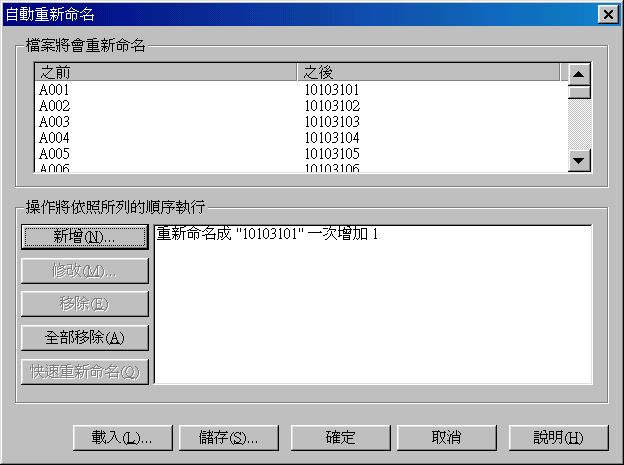 自動重新命名
檔案將會重新命名
之前 之後
A001 10103101
A002 10103102
A003 10103103
A004 10103104
A005 10103105
A006 10103106
操作將依照所列的順序執行
新增(N)...
重新命名成 "10103101" 一次增加 1
修改(M)...
移除(E)
全部移除(A)
快速重新命名(Q)
載入(L)... 儲存(S)... 確定 取消 說明(H)